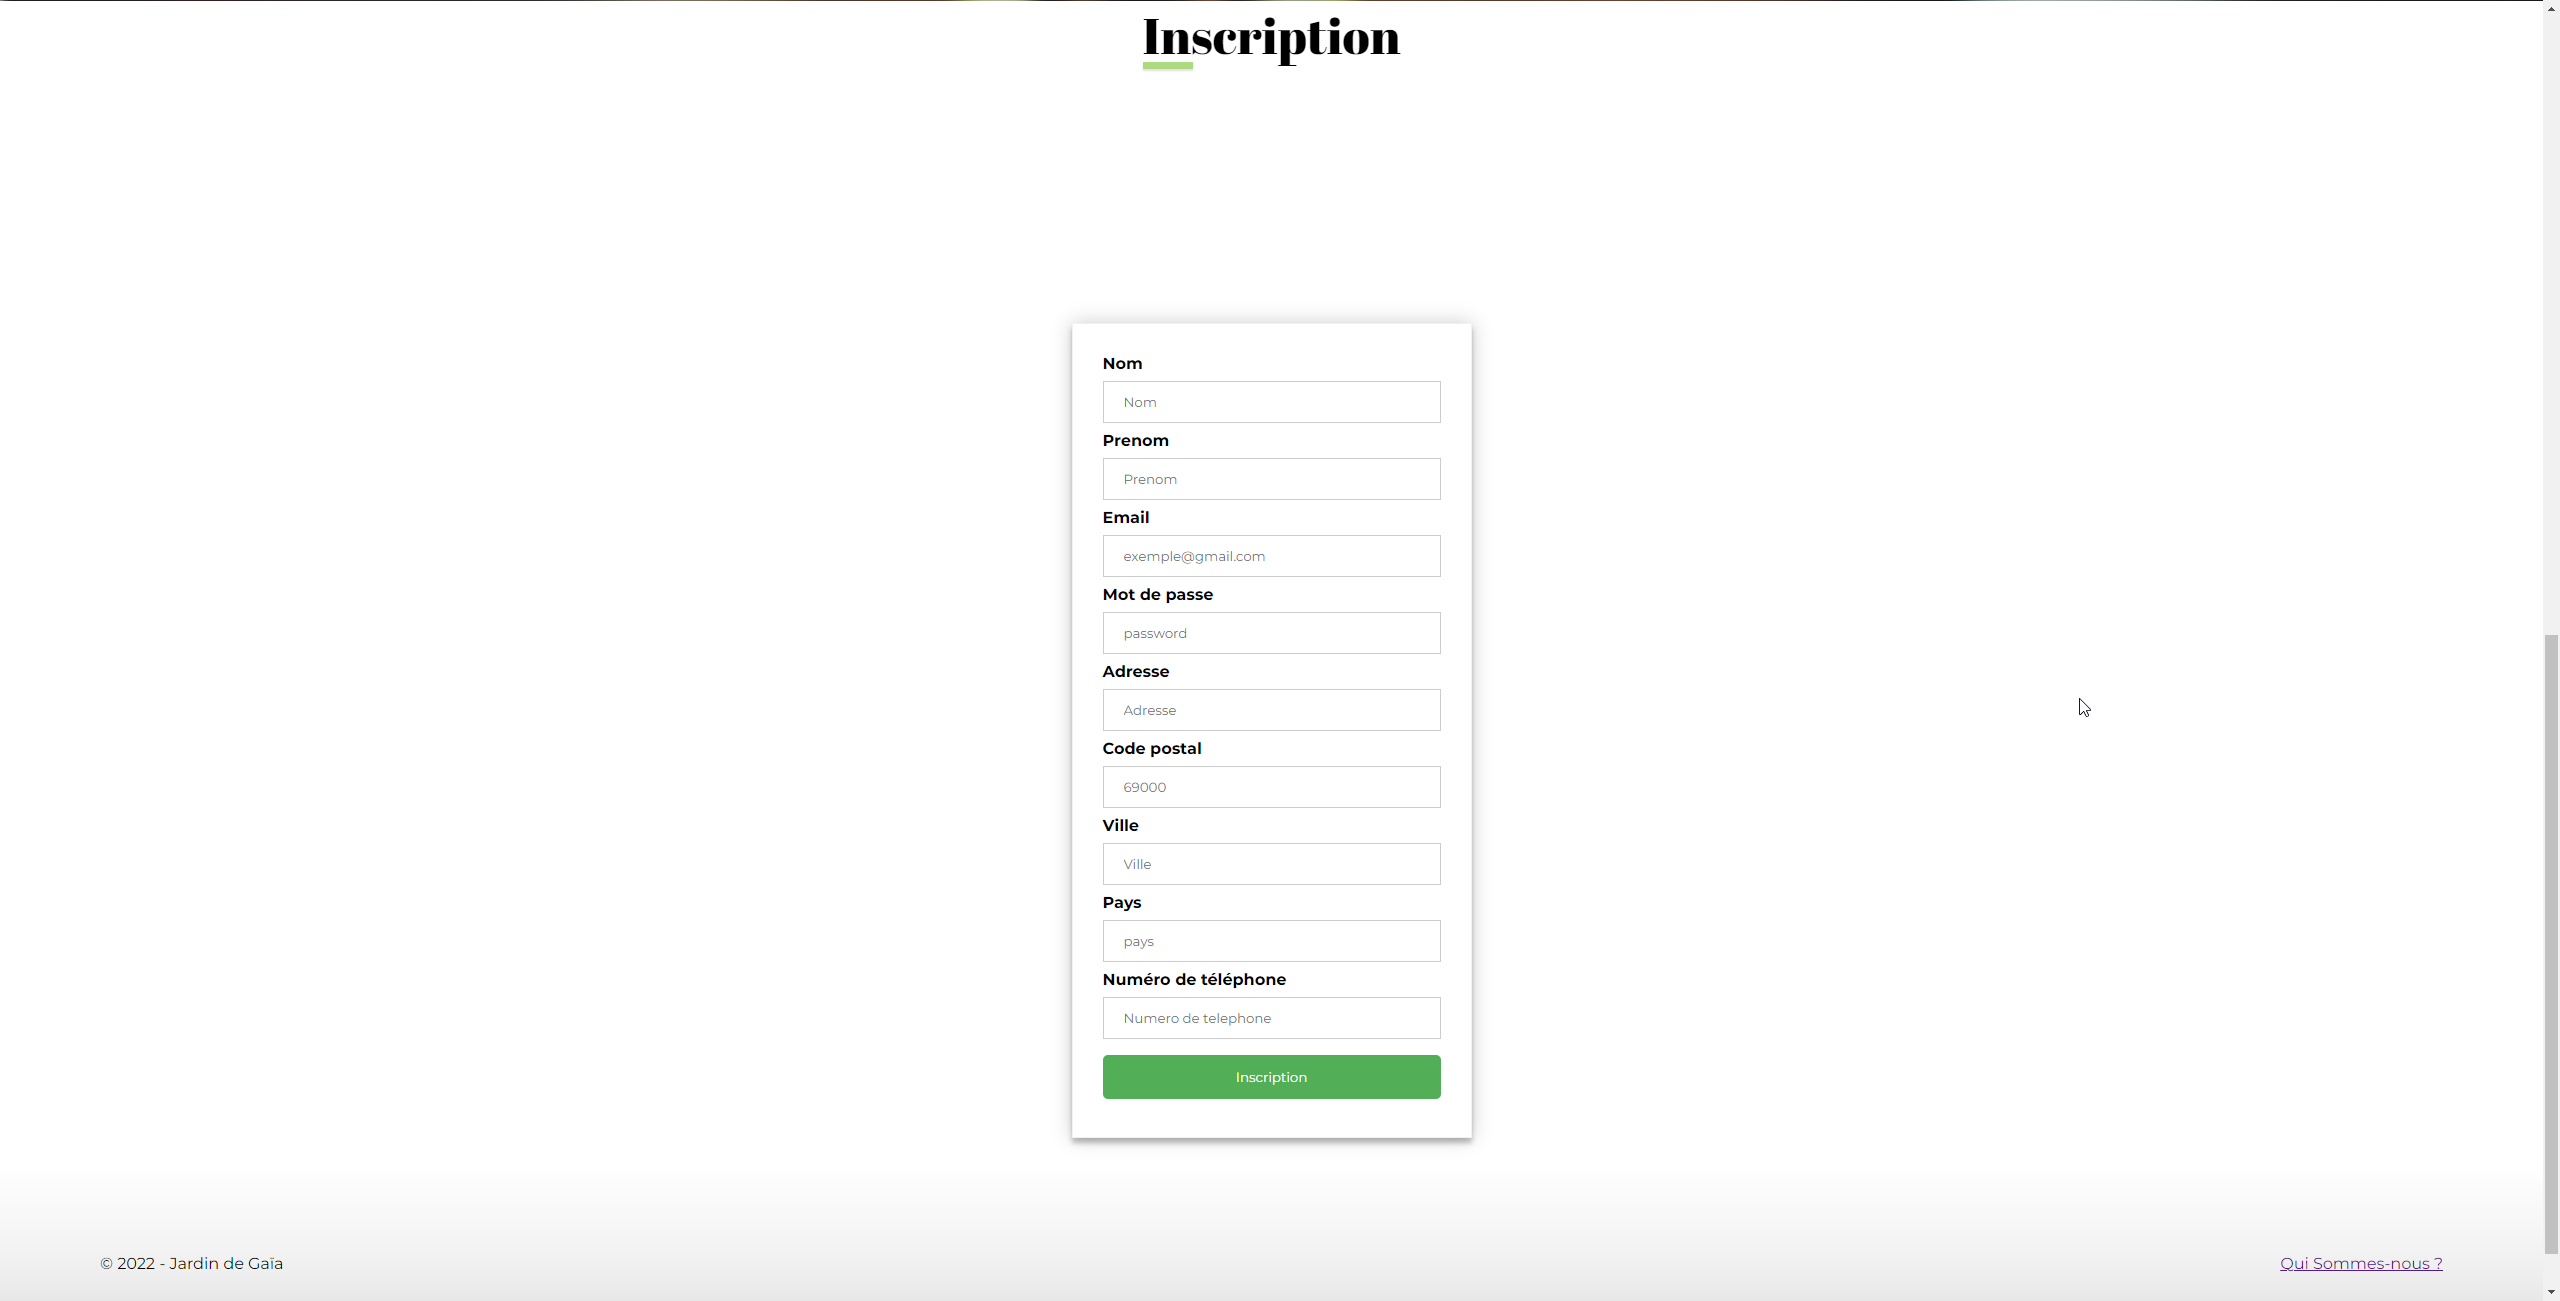 Inscription
Nom
Nom
Prenom
Prenom
Email
exemple@gmail.com
Mot de passe
password
Adresse
Adresse
Code postal
69000
Ville
Ville
Pays
pays
Numéro de téléphone
Numero de telephone
Inscription
© 2022 - Jardin de Gaïa
Qui Sommes-nous ?